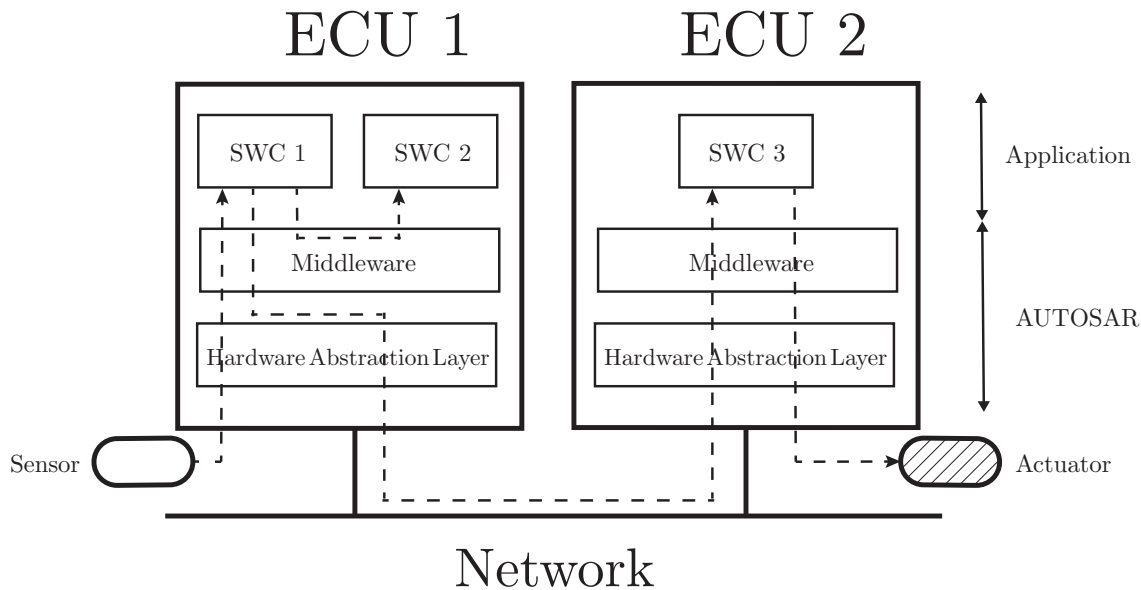 ECU 1
ECU 2
SWC 1
SWC 2
SWC 3
Application
Middleware
Middleware
AUTOSAR
Hardware Abstraction Layer
Hardware Abstraction Layer
Sensor
Actuator
Network